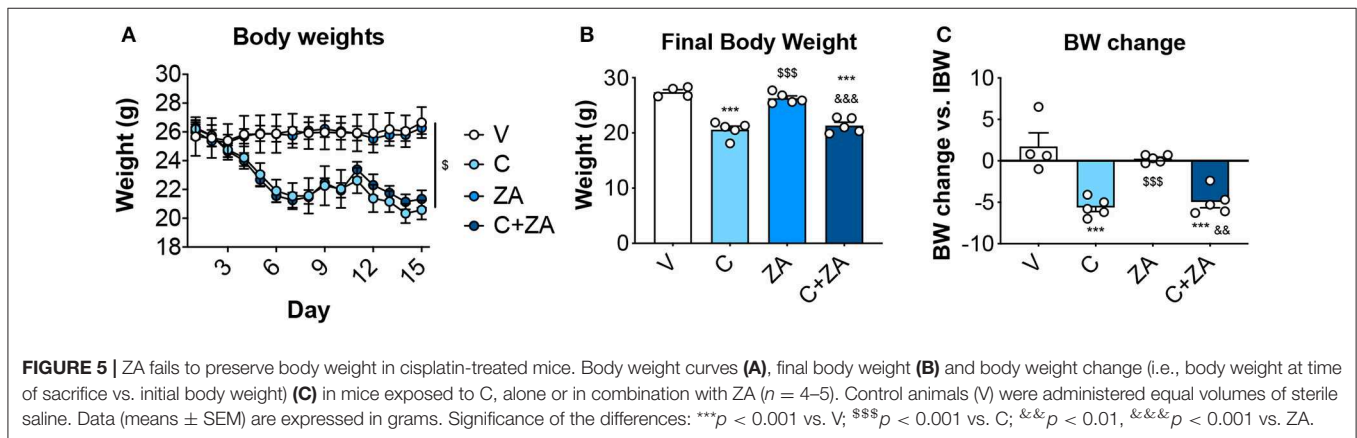 A
Body weights
Weight (g)
30
28
26
24
22
20
18
3
6
9
12
15
Day
V
C
ZA
C+ZA
$
B
Final Body Weight
Weight (g)
30
20
10
0
***
$$$
***
&&&
V
C
ZA
C+ZA
C
BW change
BW change vs. IBW
10
5
0
-5
-10
***
$$$
*** &&
V
C
ZA
C+ZA
FIGURE 5 | ZA fails to preserve body weight in cisplatin-treated mice. Body weight curves (A), final body weight (B) and body weight change (i.e., body weight at time
of sacrifice vs. initial body weight) (C) in mice exposed to C, alone or in combination with ZA (n = 4–5). Control animals (V) were administered equal volumes of sterile
saline. Data (means ± SEM) are expressed in grams. Significance of the differences: ***p < 0.001 vs. V; $$$p < 0.001 vs. C; &&p < 0.01, &&&p < 0.001 vs. ZA.